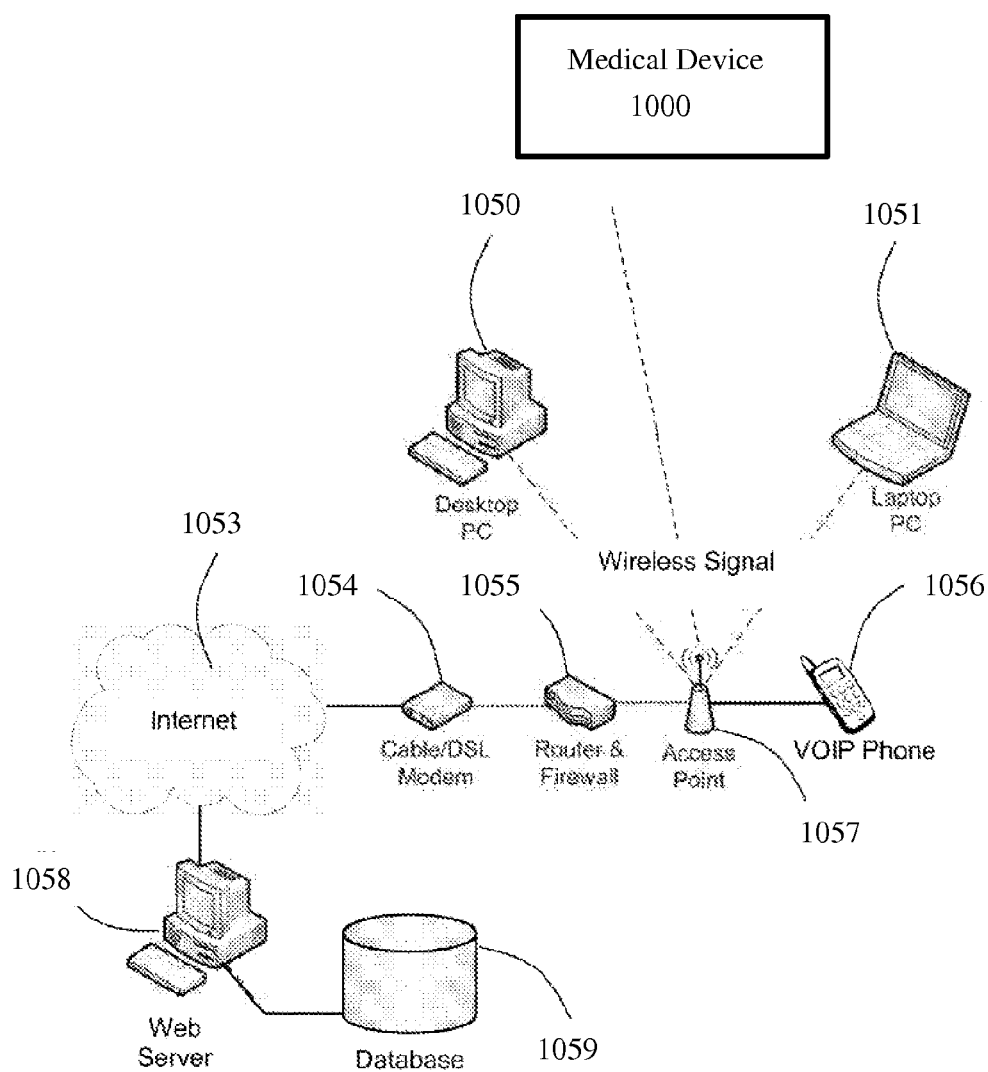 Medical Device
1000
1050
1051
Desktop
PC
Laptop
PC
1053
Wireless Signal
1054
1055
1056
Internet
Cable/DSL
Modem
Router &
Firewall
Access
Point
VOIP Phone
1057
1058
Web
Server
Database
1059